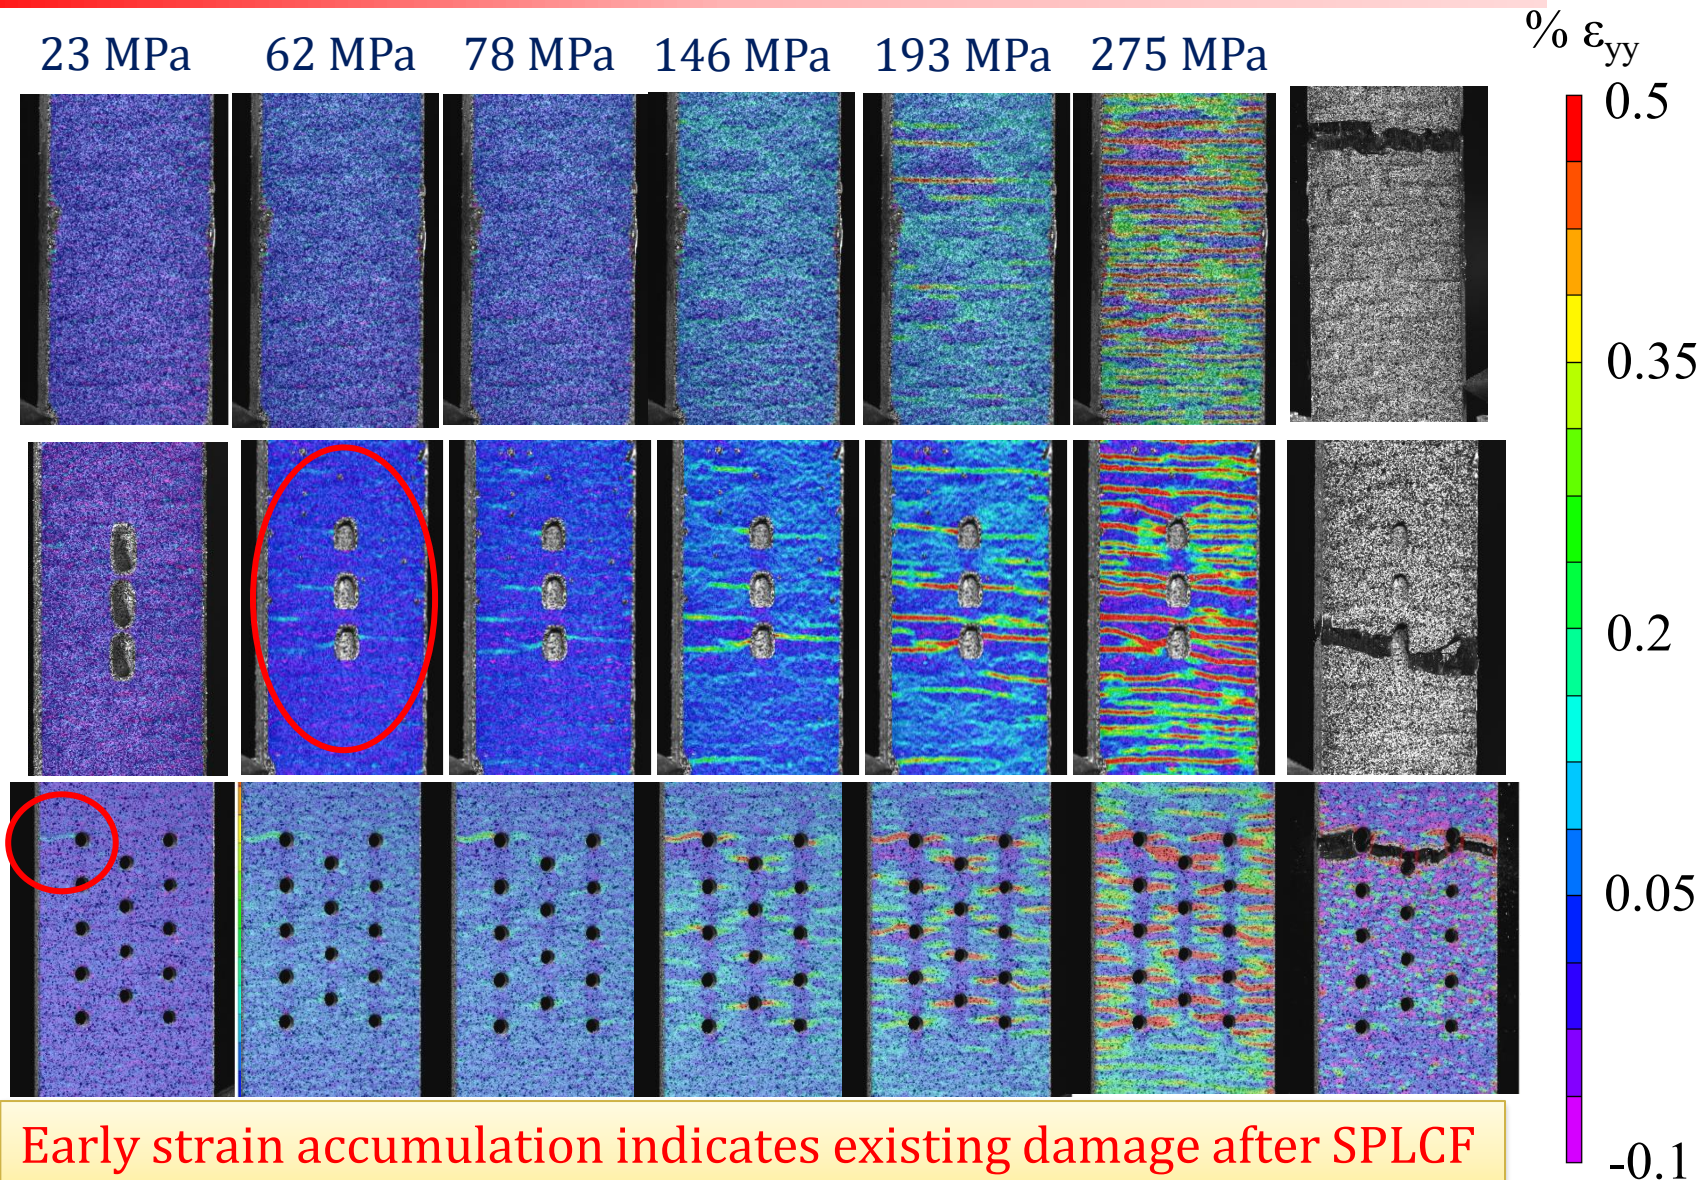 23 MPa 62 MPa 78 MPa 146 MPa 193 MPa 275 MPa
% εyy
0.5
0.35
0.2
0.05
-0.1
Early strain accumulation indicates existing damage after SPLCF